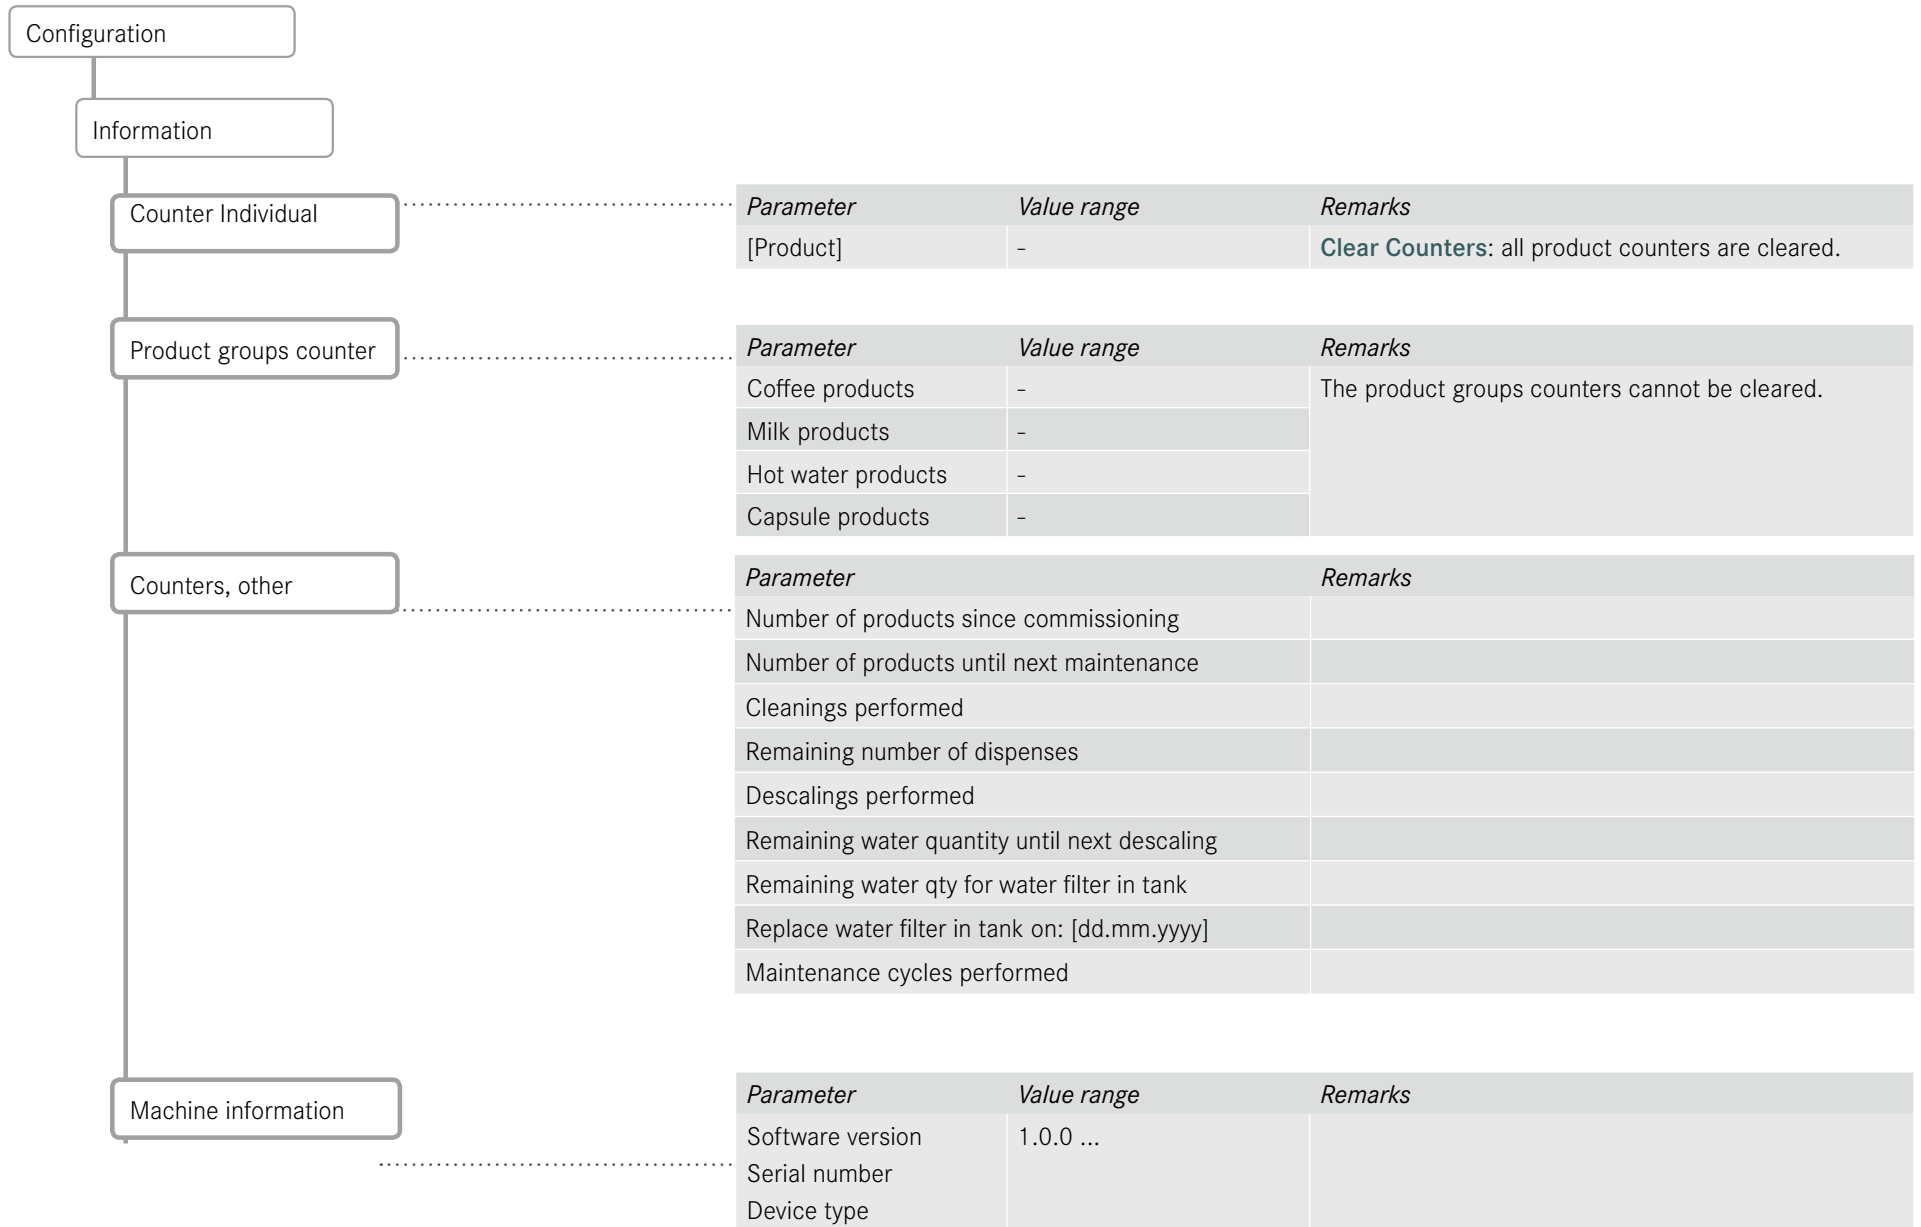 Configuration
Information
Counter Individual
Parameter Value range Remarks
[Product] – Clear Counters: all product counters are cleared.
Product groups counter
Parameter Value range Remarks
Coffee products – The product groups counters cannot be cleared.
Milk products –
Hot water products –
Capsule products –
Counters, other
Parameter Remarks
Number of products since commissioning
Number of products until next maintenance
Cleanings performed
Remaining number of dispenses
Descalings performed
Remaining water quantity until next descaling
Remaining water qty for water filter in tank
Replace water filter in tank on: [dd.mm.yyyy]
Maintenance cycles performed
Machine information
Parameter Value range Remarks
Software version 1.0.0 ...
Serial number
Device type